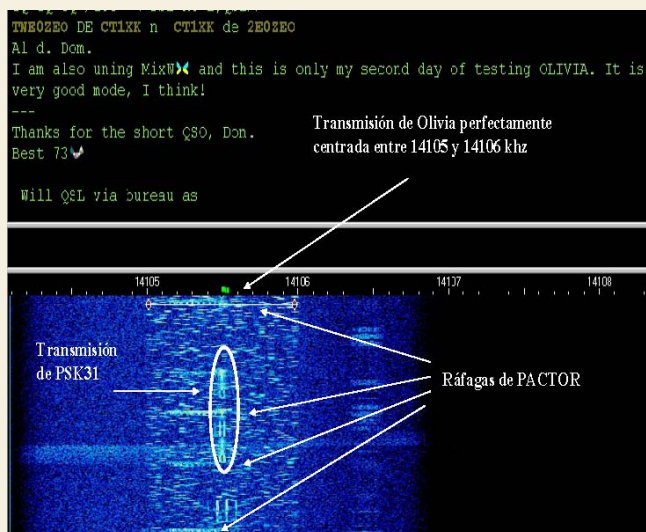 TWE0ZEO DE CT1XK n CT1XK de 2E0ZEO
Al d. Dom.
I am also uning MixW and this is only my second day of testing OLIVIA. It is
very good mode, I think!
---
Thanks for the short QSO, Don.
Best 73
Will QSL via bureau as
Transmisión de Olivia perfectamente
centrada entre 14105 y 14106 khz
14105 14106 14107 14108
Transmisión
de PSK31
Ráfagas de PACTOR